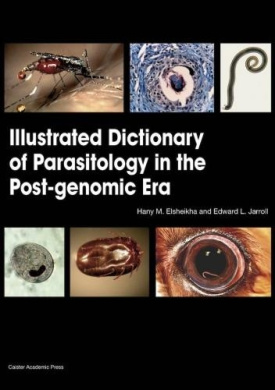 Illustrated Dictionary
of Parasitology in the
Post-genomic Era
Hany M. Elsheikha and Edward L. Jarroll
Caister Academic Press